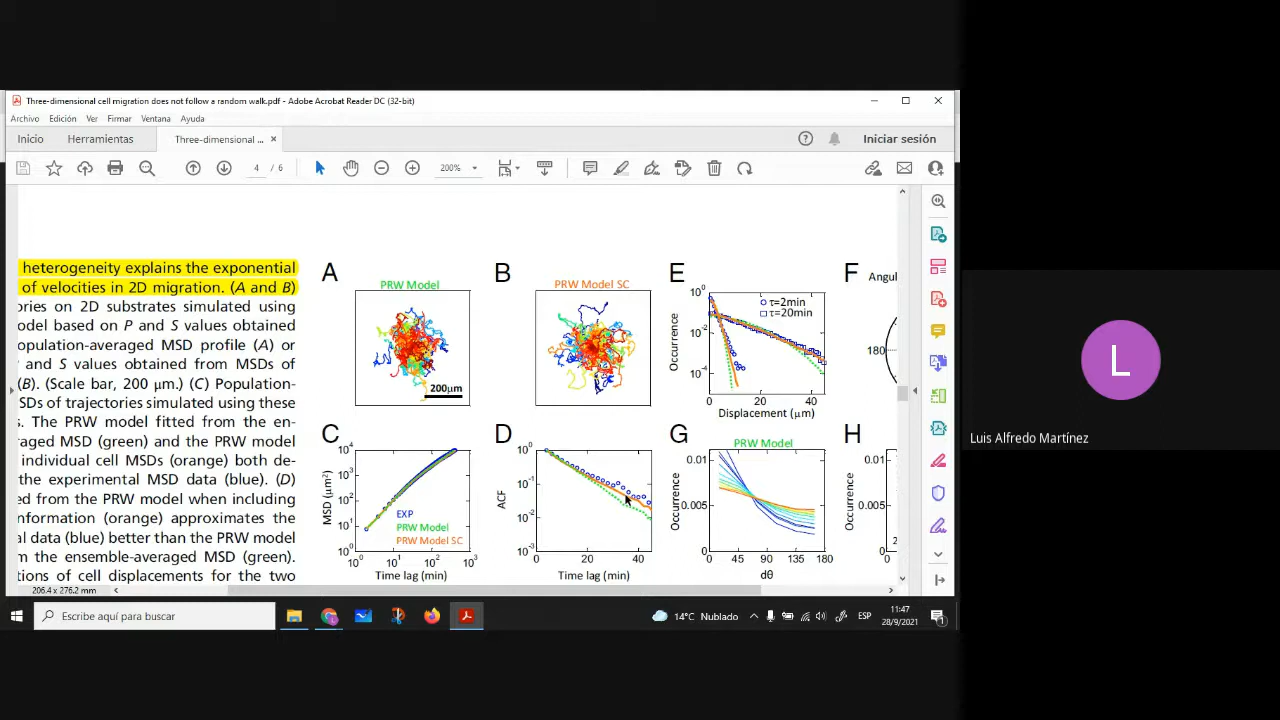 Three-dimensional cell migration does not follow a random walk.pdf - Adobe Acrobat Reader DC (32-bit)
Archivo Edición Ver Firmar Ventana Ayuda
Inicio Herramientas Three-dimensional ... × Iniciar sesión
4 / 6 200%
heterogeneity explains the exponential
of velocities in 2D migration. (A and B)
ories on 2D substrates simulated using
odel based on P and S values obtained
opulation-averaged MSD profile (A) or
and S values obtained from MSDs of
(B). (Scale bar, 200 μm.) (C) Population-
SDs of trajectories simulated using these
s. The PRW model fitted from the en-
raged MSD (green) and the PRW model
individual cell MSDs (orange) both de-
the experimental MSD data (blue). (D)
ed from the PRW model when including
nformation (orange) approximates the
al data (blue) better than the PRW model
m the ensemble-averaged MSD (green).
tions of cell displacements for the two
A
PRW Model
200μm
B
PRW Model SC
E
Occurrence
10⁰
10⁻²
10⁻⁴
τ=2min
τ=20min
0 20 40
Displacement (μm)
F
Angul
180
C
MSD (μm²)
10⁴
10³
10²
10¹
10⁰
EXP
PRW Model
PRW Model SC
10⁰ 10¹ 10² 10³
Time lag (min)
D
ACF
10⁰
10⁻¹
10⁻²
10⁻³
0 20 40
Time lag (min)
G
PRW Model
Occurrence
0.01
0.005
0
0 45 90 135 180
dθ
H
Occurrence
0.01
0.005
0
0
206.4 x 276.2 mm
Escribe aquí para buscar
14°C Nublado
ESP
11:47
28/9/2021
1
L
Luis Alfredo Martínez